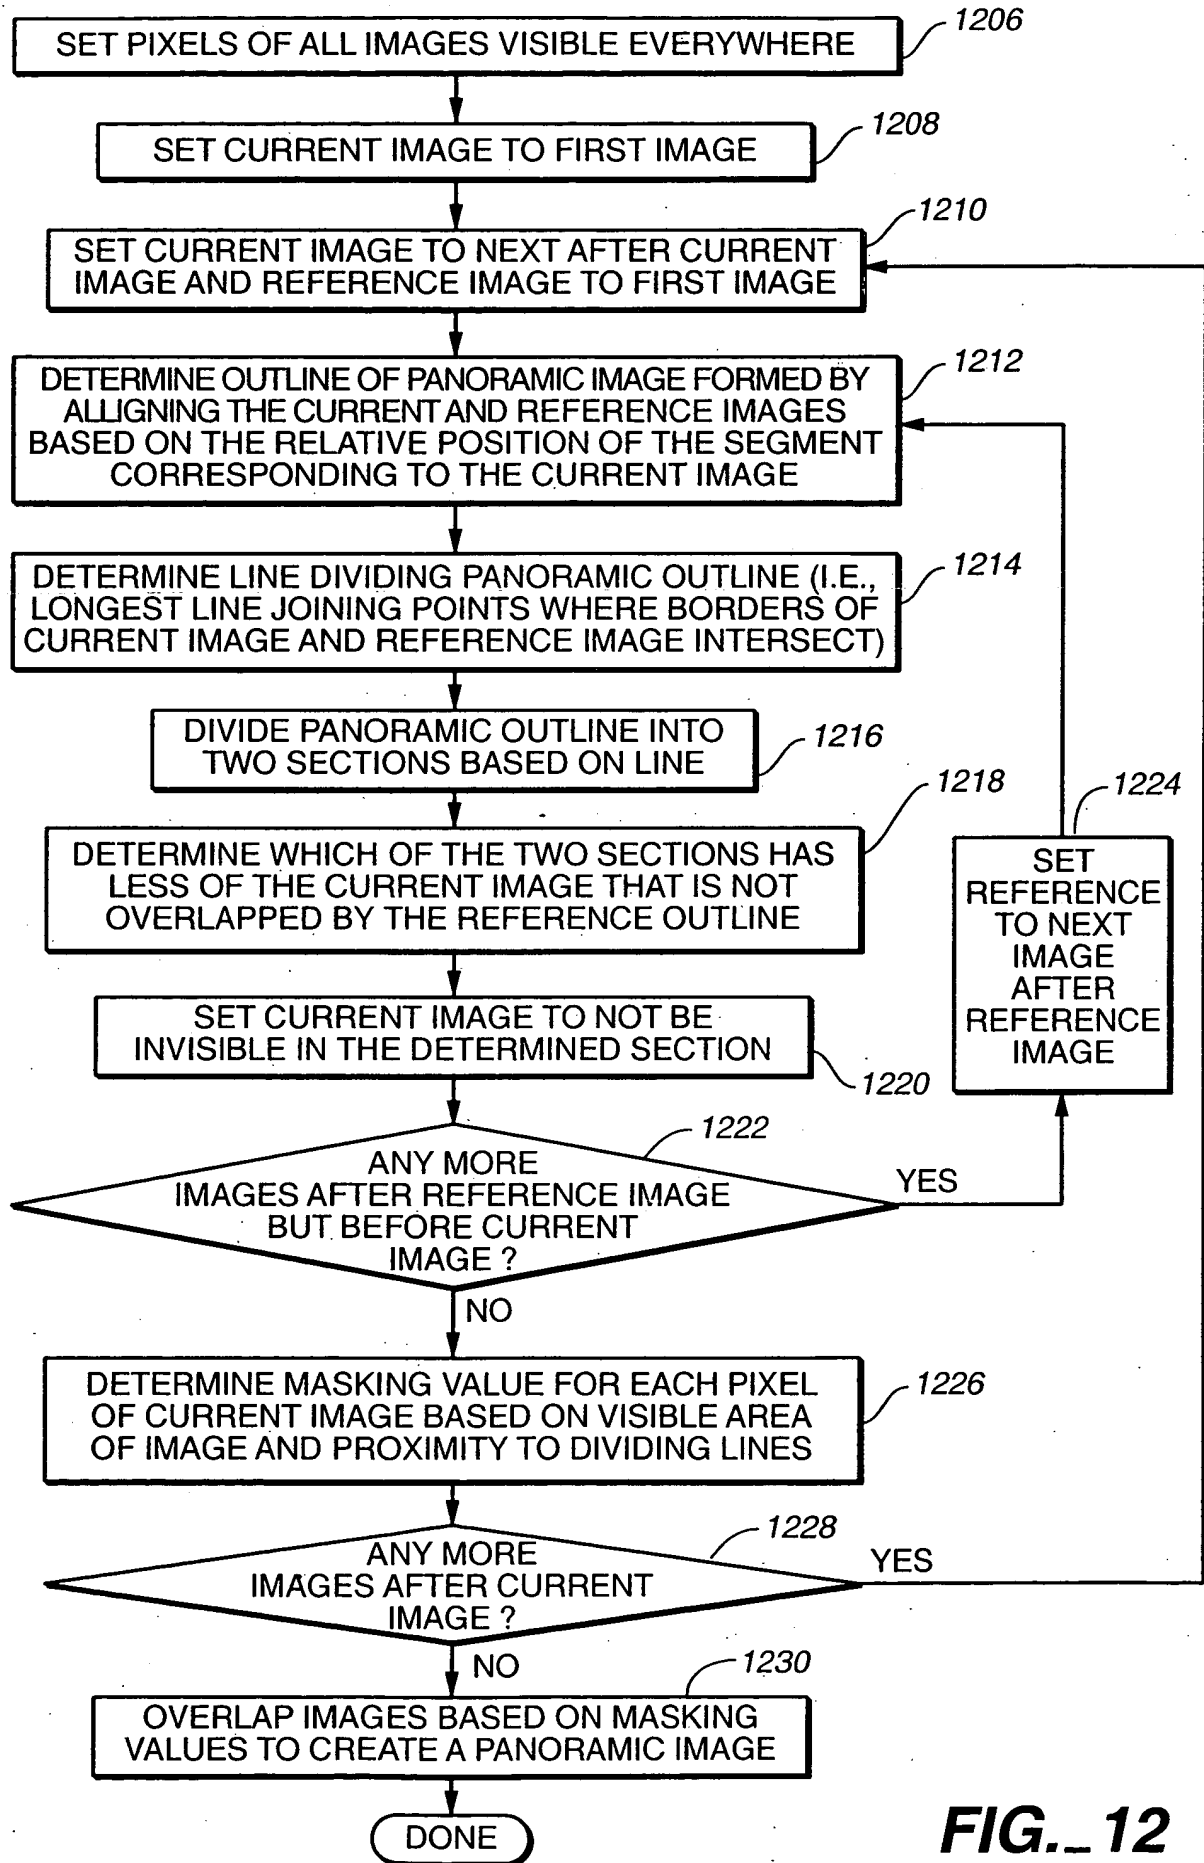 SET PIXELS OF ALL IMAGES VISIBLE EVERYWHERE
1206
SET CURRENT IMAGE TO FIRST IMAGE
1208
SET CURRENT IMAGE TO NEXT AFTER CURRENT
IMAGE AND REFERENCE IMAGE TO FIRST IMAGE
1210
DETERMINE OUTLINE OF PANORAMIC IMAGE FORMED BY
ALLIGNING THE CURRENT AND REFERENCE IMAGES
BASED ON THE RELATIVE POSITION OF THE SEGMENT
CORRESPONDING TO THE CURRENT IMAGE
1212
DETERMINE LINE DIVIDING PANORAMIC OUTLINE (I.E.,
LONGEST LINE JOINING POINTS WHERE BORDERS OF
CURRENT IMAGE AND REFERENCE IMAGE INTERSECT)
1214
DIVIDE PANORAMIC OUTLINE INTO
TWO SECTIONS BASED ON LINE
1216
DETERMINE WHICH OF THE TWO SECTIONS HAS
LESS OF THE CURRENT IMAGE THAT IS NOT
OVERLAPPED BY THE REFERENCE OUTLINE
1218
1224
SET
REFERENCE
TO NEXT
IMAGE
AFTER
REFERENCE
IMAGE
SET CURRENT IMAGE TO NOT BE
INVISIBLE IN THE DETERMINED SECTION
1220
ANY MORE
IMAGES AFTER REFERENCE IMAGE
BUT BEFORE CURRENT
IMAGE ?
1222
YES
NO
DETERMINE MASKING VALUE FOR EACH PIXEL
OF CURRENT IMAGE BASED ON VISIBLE AREA
OF IMAGE AND PROXIMITY TO DIVIDING LINES
1226
ANY MORE
IMAGES AFTER CURRENT
IMAGE ?
1228
YES
NO
OVERLAP IMAGES BASED ON MASKING
VALUES TO CREATE A PANORAMIC IMAGE
1230
DONE
FIG._12